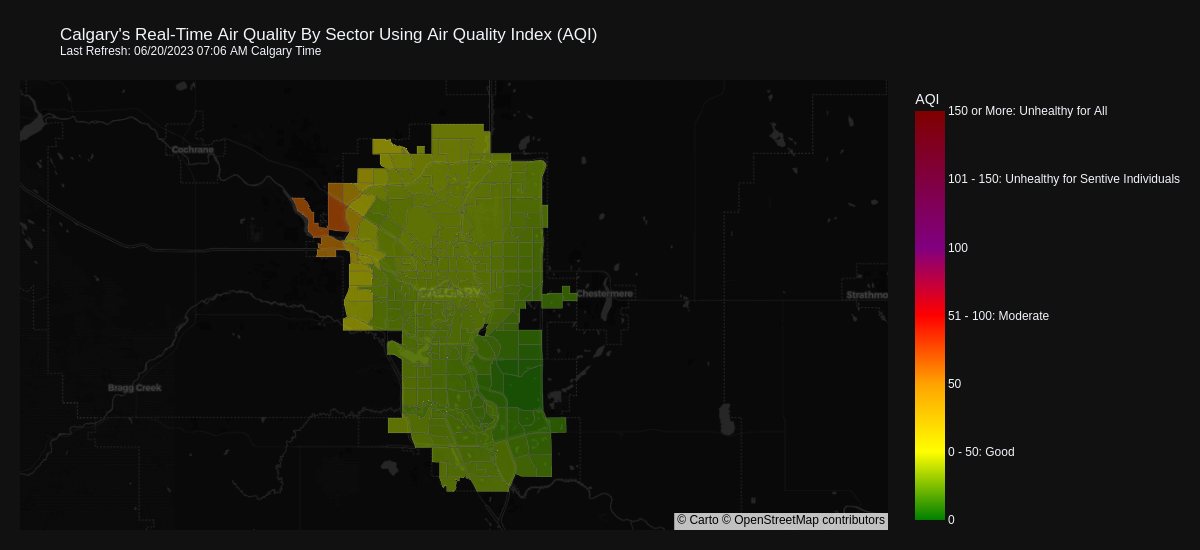 Calgary's Real-Time Air Quality By Sector Using Air Quality Index (AQI)
Last Refresh: 06/20/2023 07:06 AM Calgary Time
AQI
150 or More: Unhealthy for All
Cochrane
101 - 150: Unhealthy for Sentive Individuals
100
CALGARY
Chestermere
Strathmo
51 - 100: Moderate
Bragg Creek
50
0 - 50: Good
0
© Carto © OpenStreetMap contributors